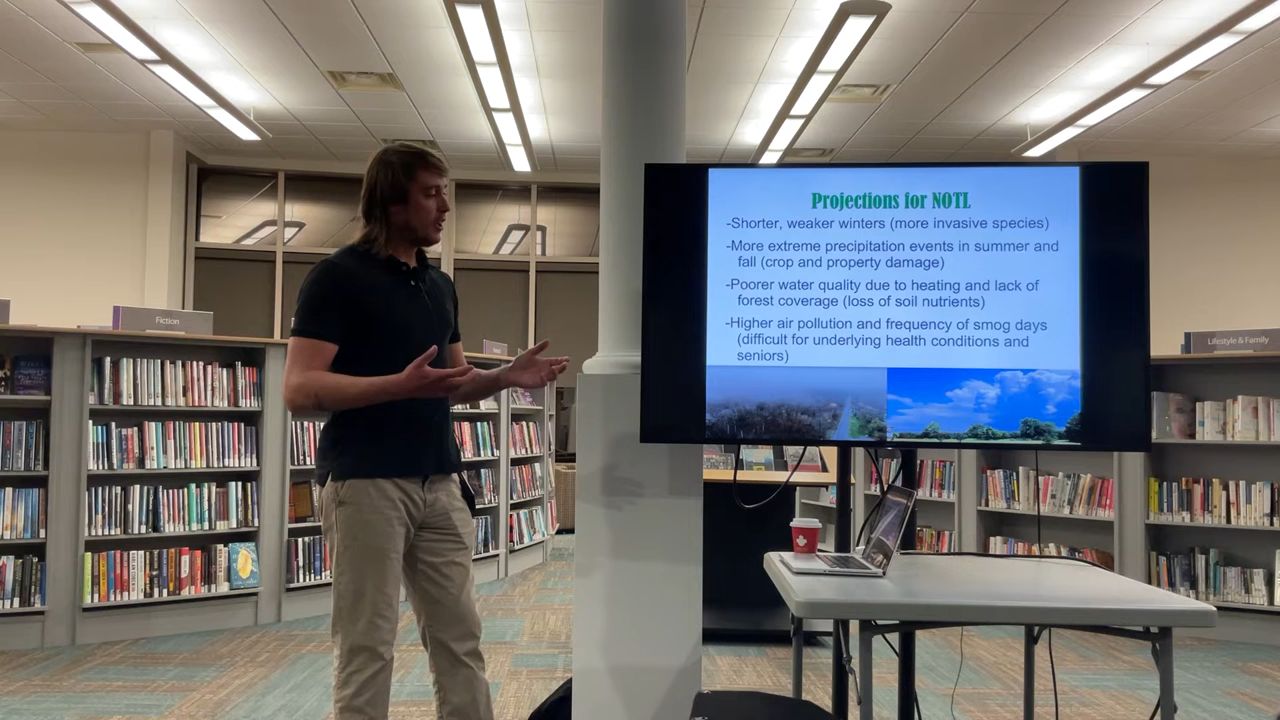 Projections for NOTL
-Shorter, weaker winters (more invasive species)
-More extreme precipitation events in summer and
fall (crop and property damage)
-Poorer water quality due to heating and lack of
forest coverage (loss of soil nutrients)
-Higher air pollution and frequency of smog days
(difficult for underlying health conditions and
seniors)
Fiction
Lifestyle & Family